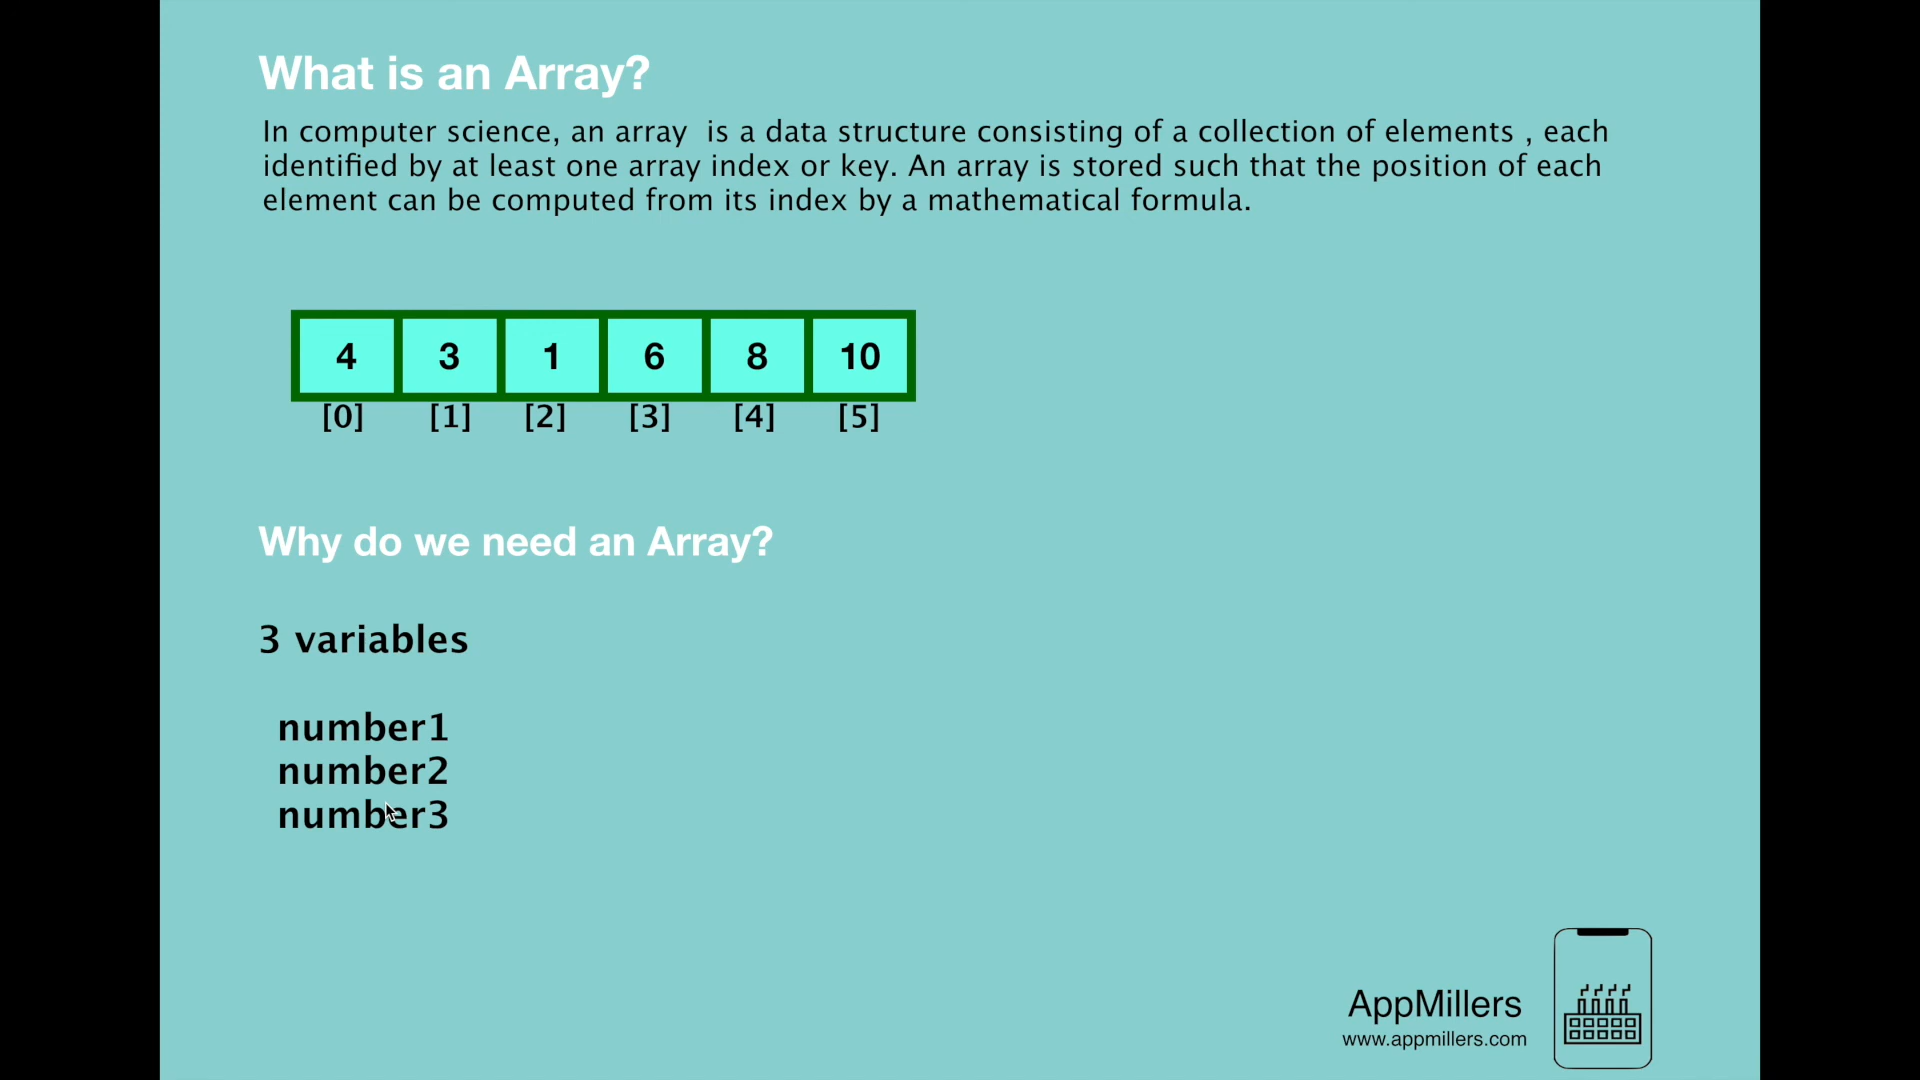 What is an Array?
In computer science, an array is a data structure consisting of a collection of elements , each
identified by at least one array index or key. An array is stored such that the position of each
element can be computed from its index by a mathematical formula.
4 3 1 6 8 10
[0] [1] [2] [3] [4] [5]
Why do we need an Array?
3 variables
number1
number2
number3
AppMillers
www.appmillers.com